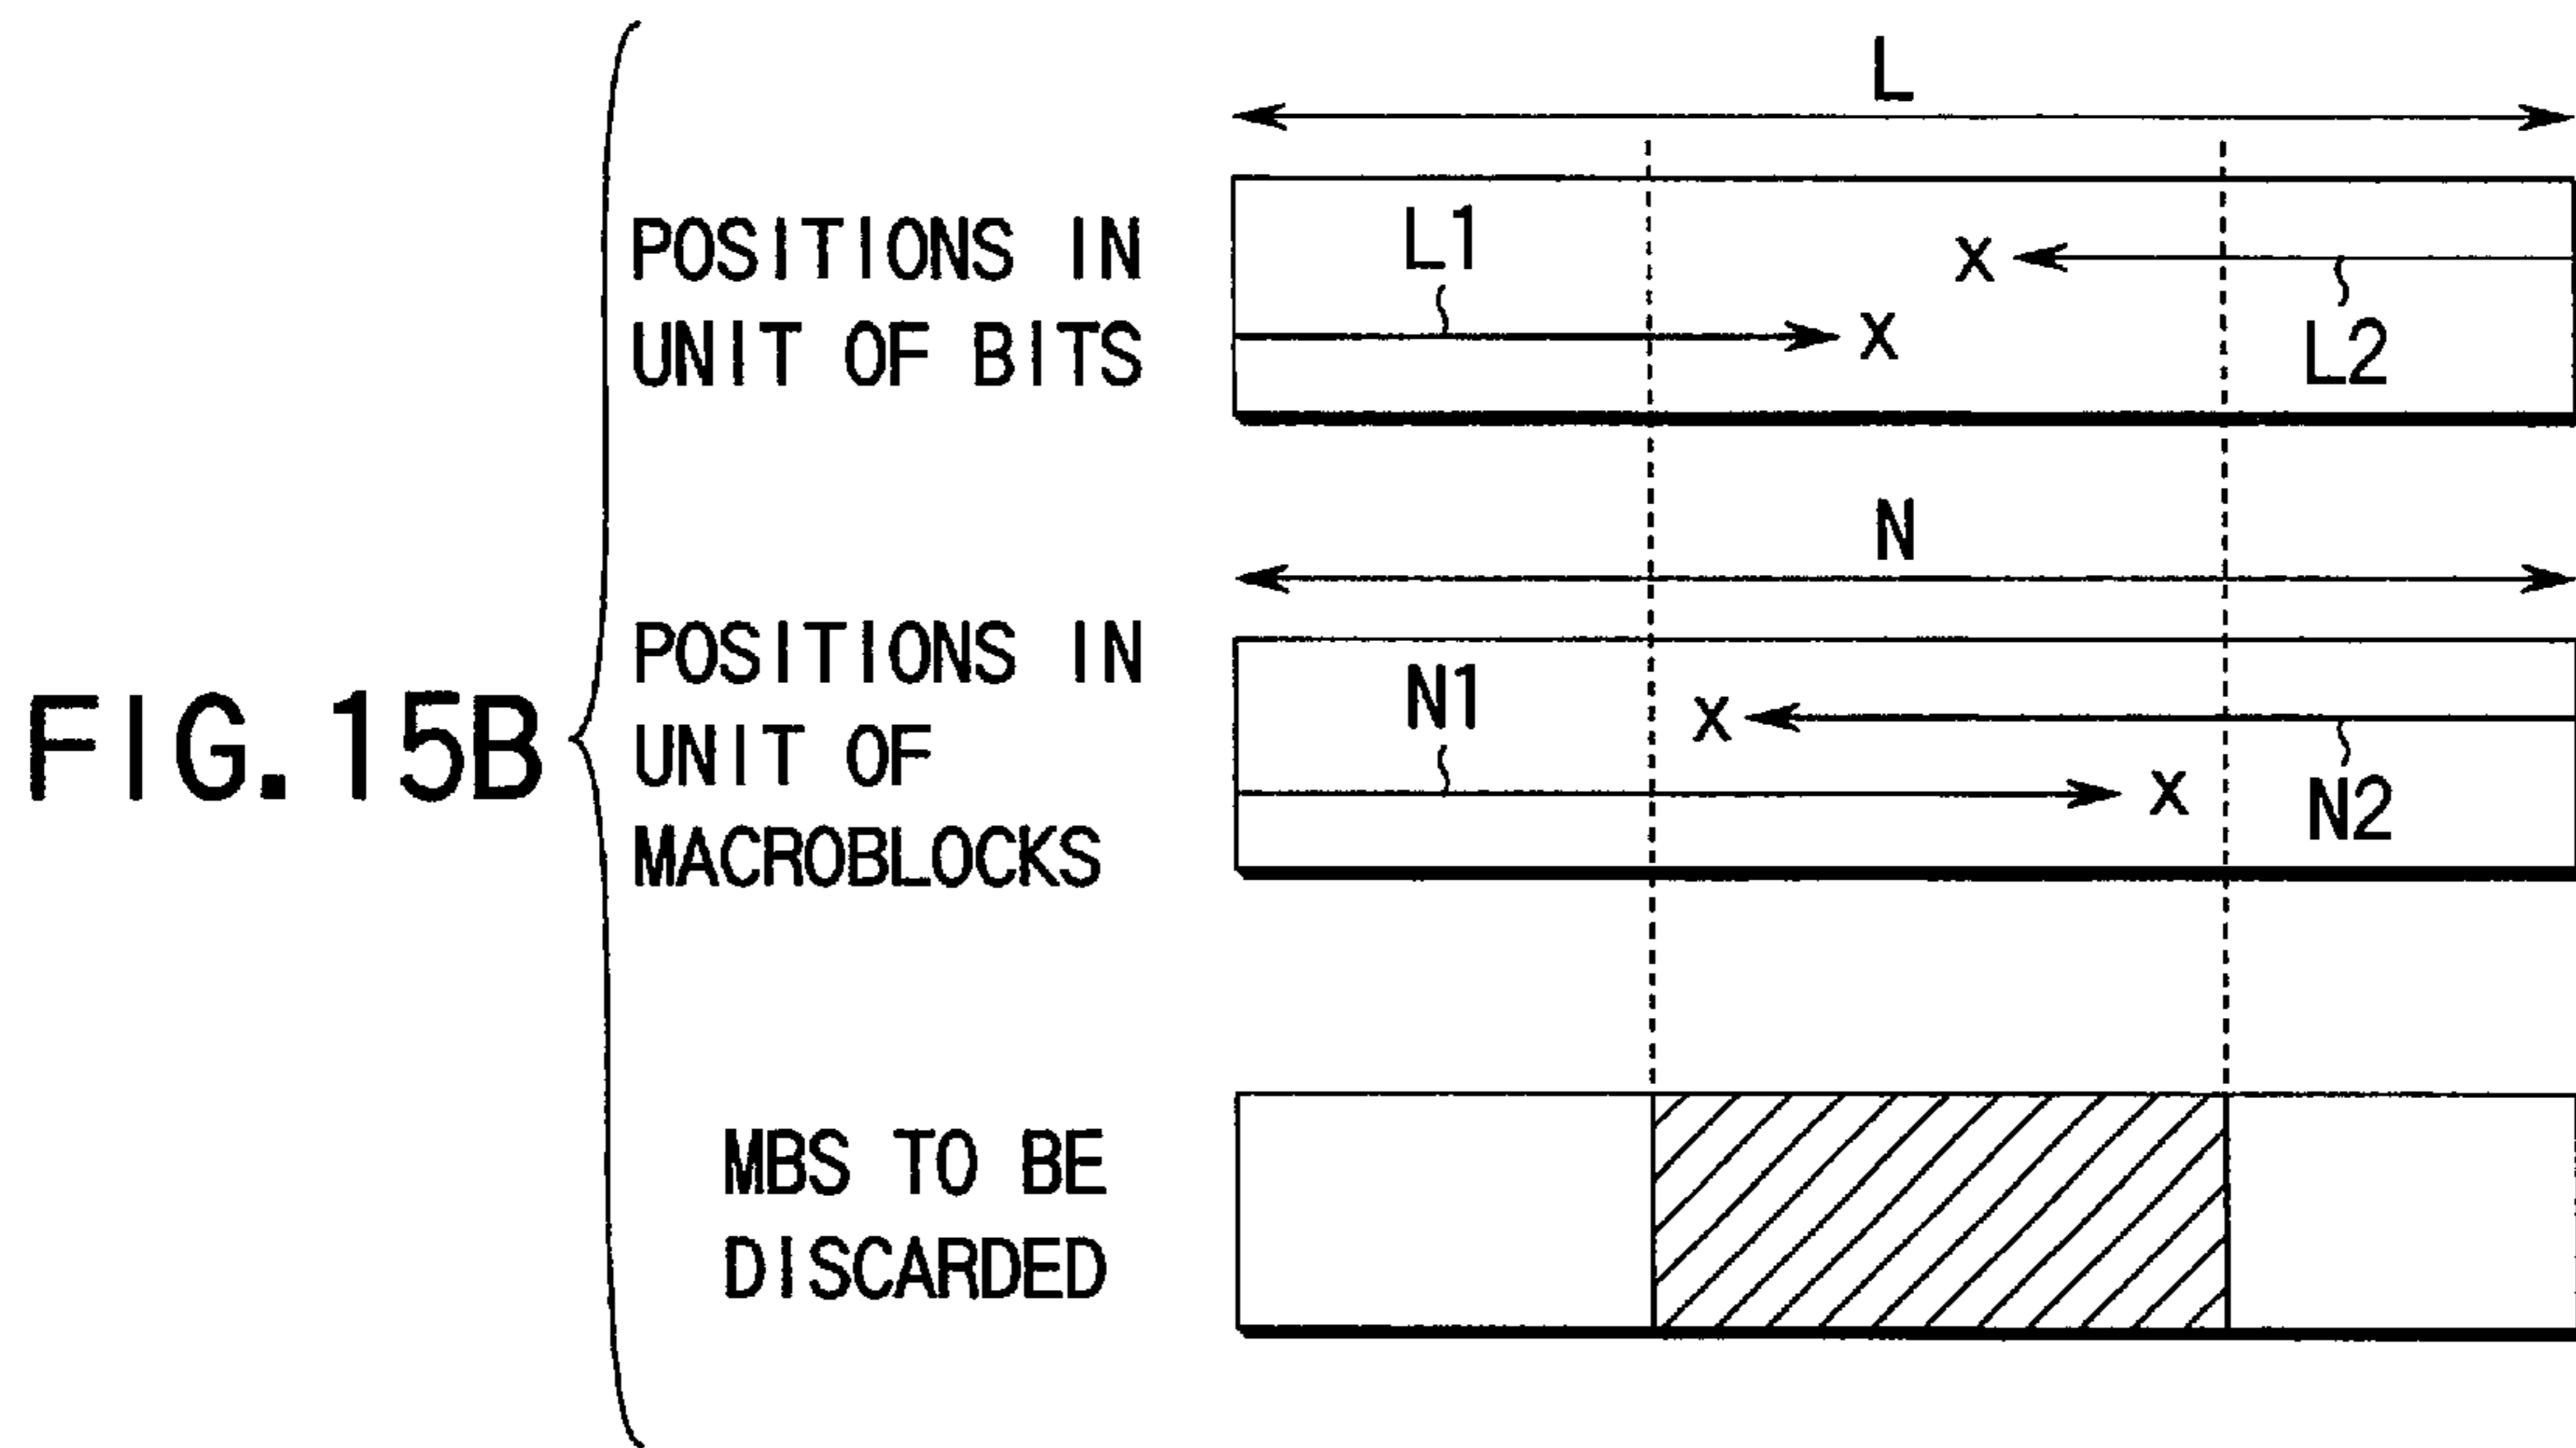 FIG.15B
L
POSITIONS IN
UNIT OF BITS
L1
X
X
L2
N
POSITIONS IN
UNIT OF
MACROBLOCKS
N1
X
X
N2
MBS TO BE
DISCARDED